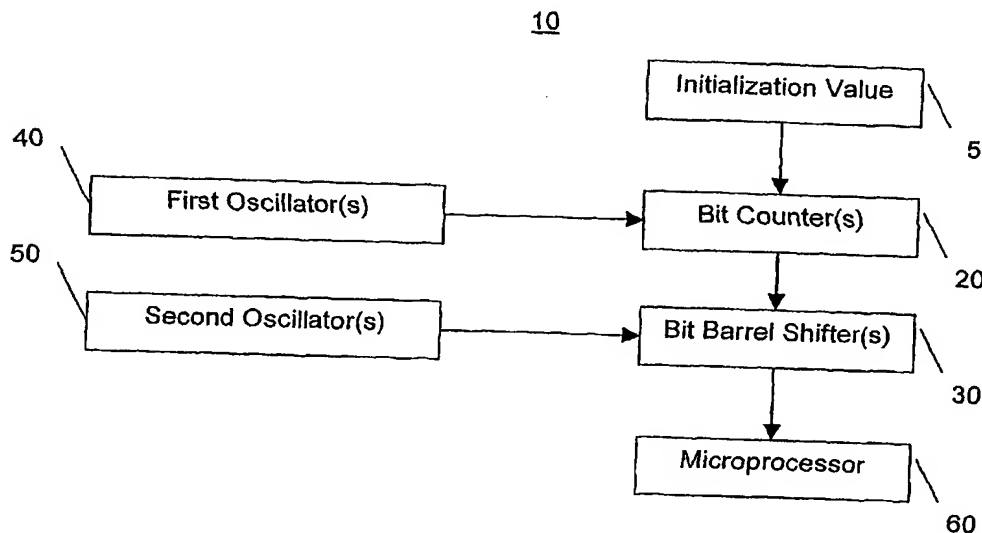 10
Initialization Value
5
40
First Oscillator(s)
Bit Counter(s)
20
50
Second Oscillator(s)
Bit Barrel Shifter(s)
30
Microprocessor
60